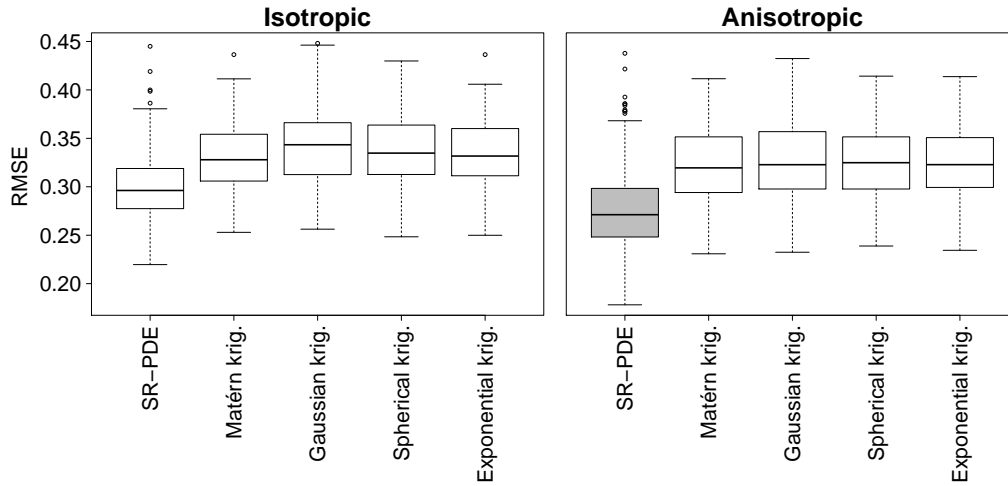 Isotropic
Anisotropic
RMSE
0.45
0.40
0.35
0.30
0.25
0.20
SR−PDE
Matérn krig.
Gaussian krig.
Spherical krig.
Exponential krig.
SR−PDE
Matérn krig.
Gaussian krig.
Spherical krig.
Exponential krig.